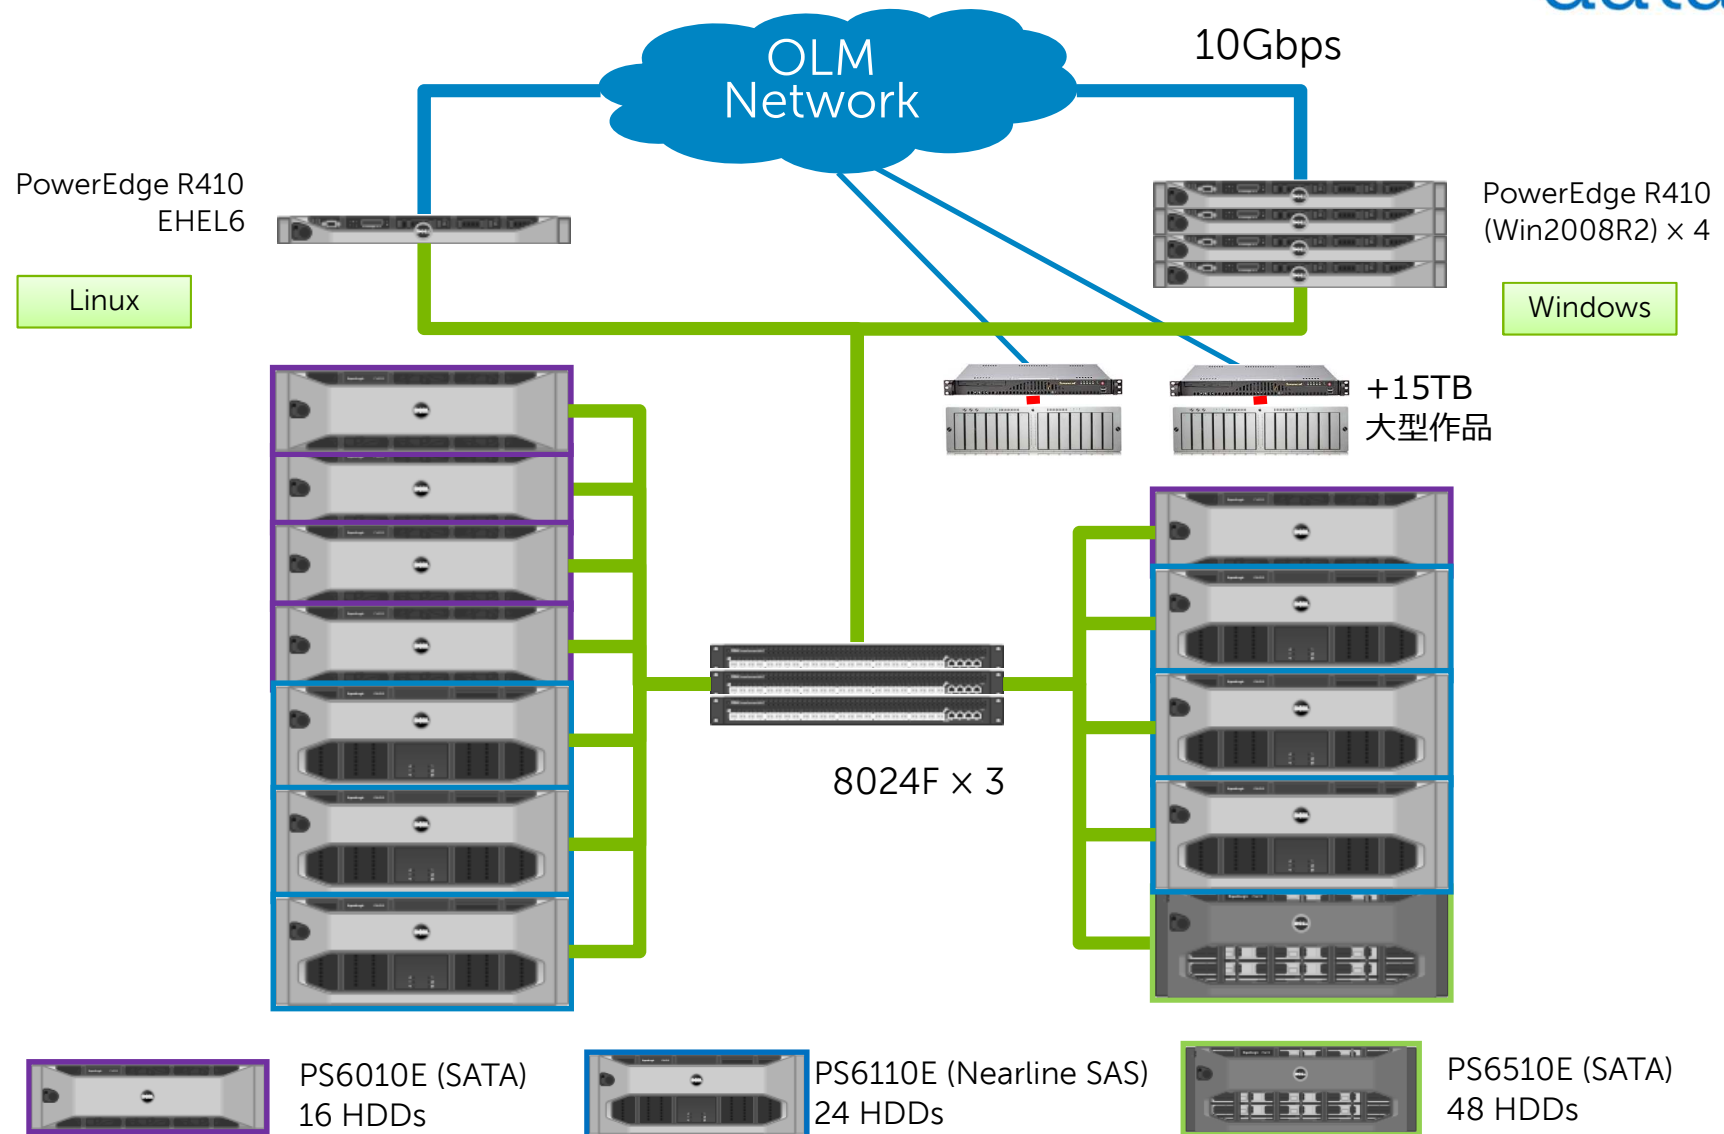 data
OLM
Network
10Gbps
PowerEdge R410
EHEL6
PowerEdge R410
(Win2008R2) × 4
Linux
Windows
+15TB
大型作品
8024F × 3
PS6010E (SATA)
16 HDDs
PS6110E (Nearline SAS)
24 HDDs
PS6510E (SATA)
48 HDDs